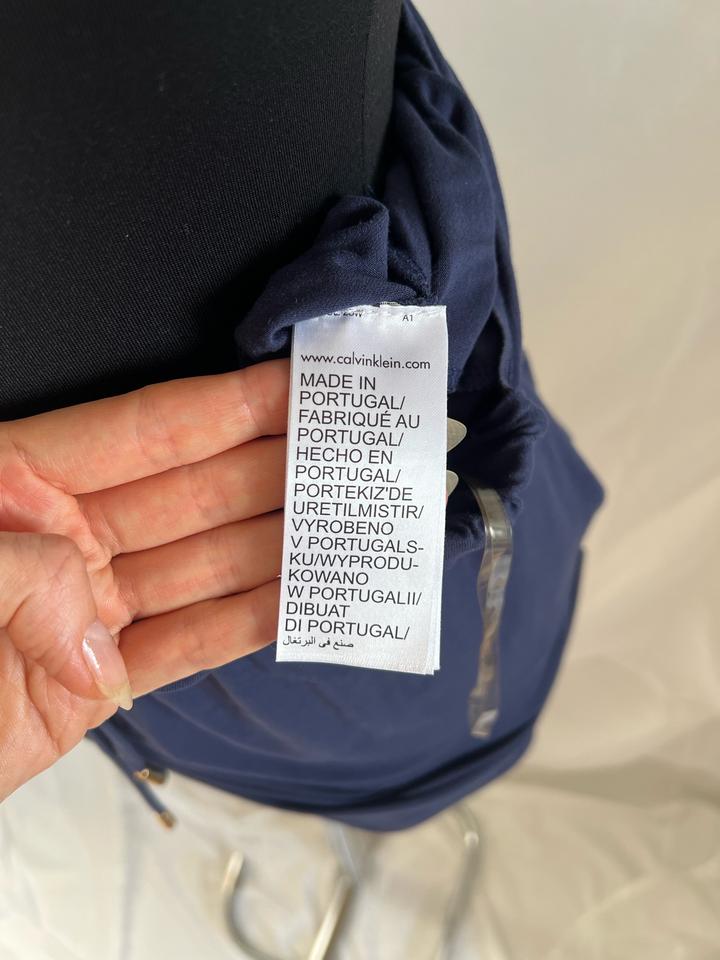 A1
www.calvinklein.com
MADE IN
PORTUGAL/
FABRIQUÉ AU
PORTUGAL/
HECHO EN
PORTUGAL/
PORTEKIZ'DE
URETILMISTIR/
VYROBENO
V PORTUGALS-
KU/WYPRODU-
KOWANO
W PORTUGALII/
DIBUAT
DI PORTUGAL/
صنع في البرتغال